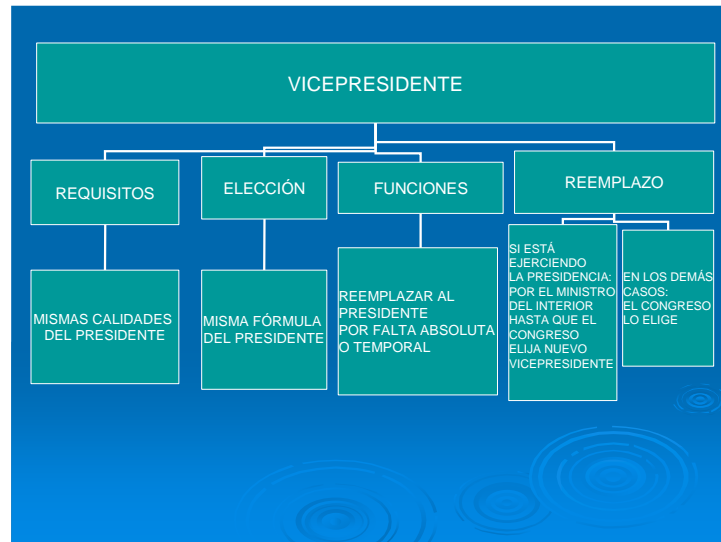 VICEPRESIDENTE
REQUISITOS
ELECCIÓN
FUNCIONES
REEMPLAZO
MISMAS CALIDADES
DEL PRESIDENTE
MISMA FÓRMULA
DEL PRESIDENTE
REEMPLAZAR AL
PRESIDENTE
POR FALTA ABSOLUTA
O TEMPORAL
SI ESTÁ
EJERCIENDO
LA PRESIDENCIA:
POR EL MINISTRO
DEL INTERIOR
HASTA QUE EL
CONGRESO
ELIJA NUEVO
VICEPRESIDENTE
EN LOS DEMÁS
CASOS:
EL CONGRESO
LO ELIGE